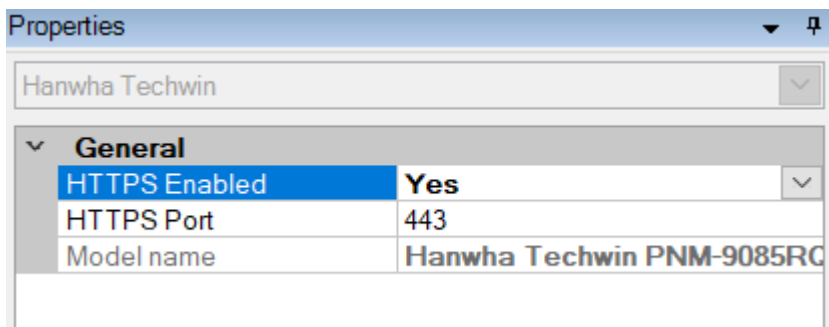 Properties
Hanwha Techwin
General
HTTPS Enabled Yes
HTTPS Port 443
Model name Hanwha Techwin PNM-9085RQ